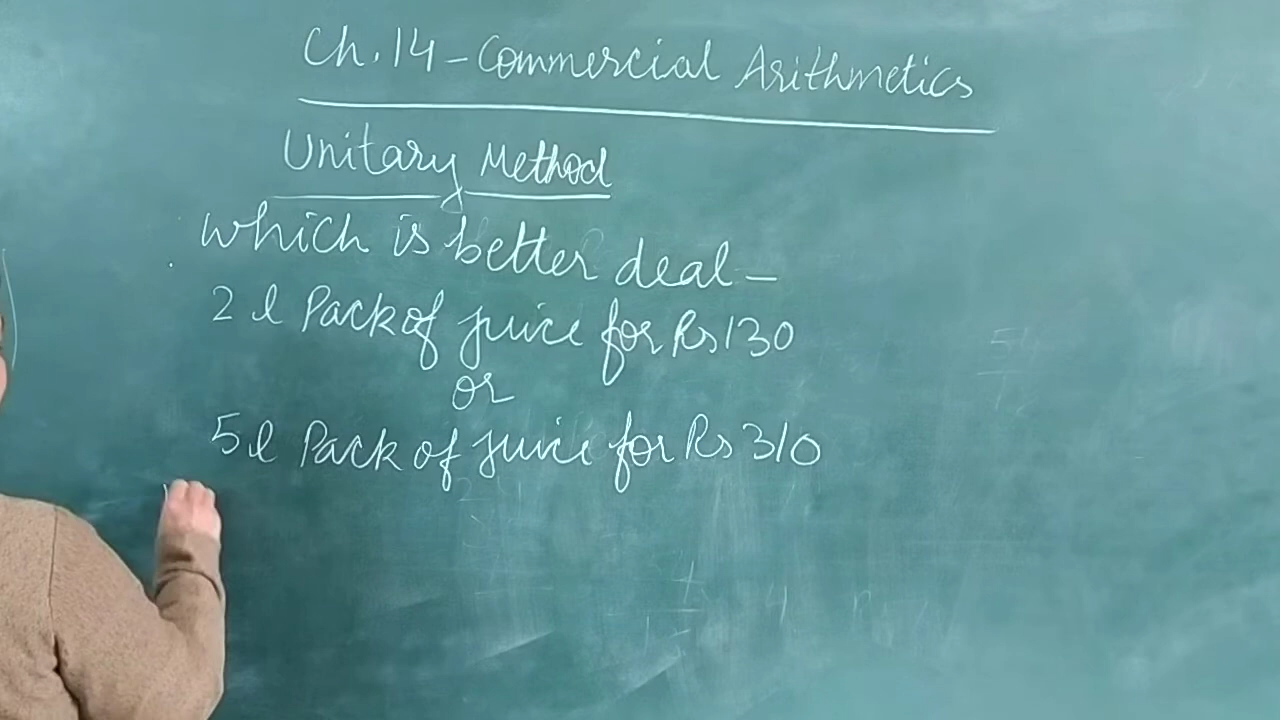 Ch.14 - Commercial Arithmetics
Unitary Method
which is better deal -
2 l Pack of juice for Rs 130
or
5 l Pack of juice for Rs 310